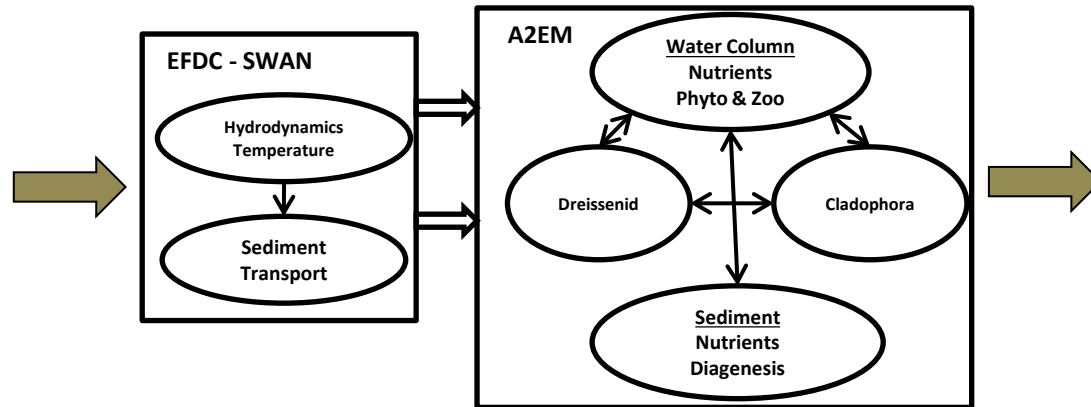 EFDC - SWAN
Hydrodynamics
Temperature
Sediment
Transport
A2EM
Water Column
Nutrients
Phyto & Zoo
Dreissenid
Cladophora
Sediment
Nutrients
Diagenesis